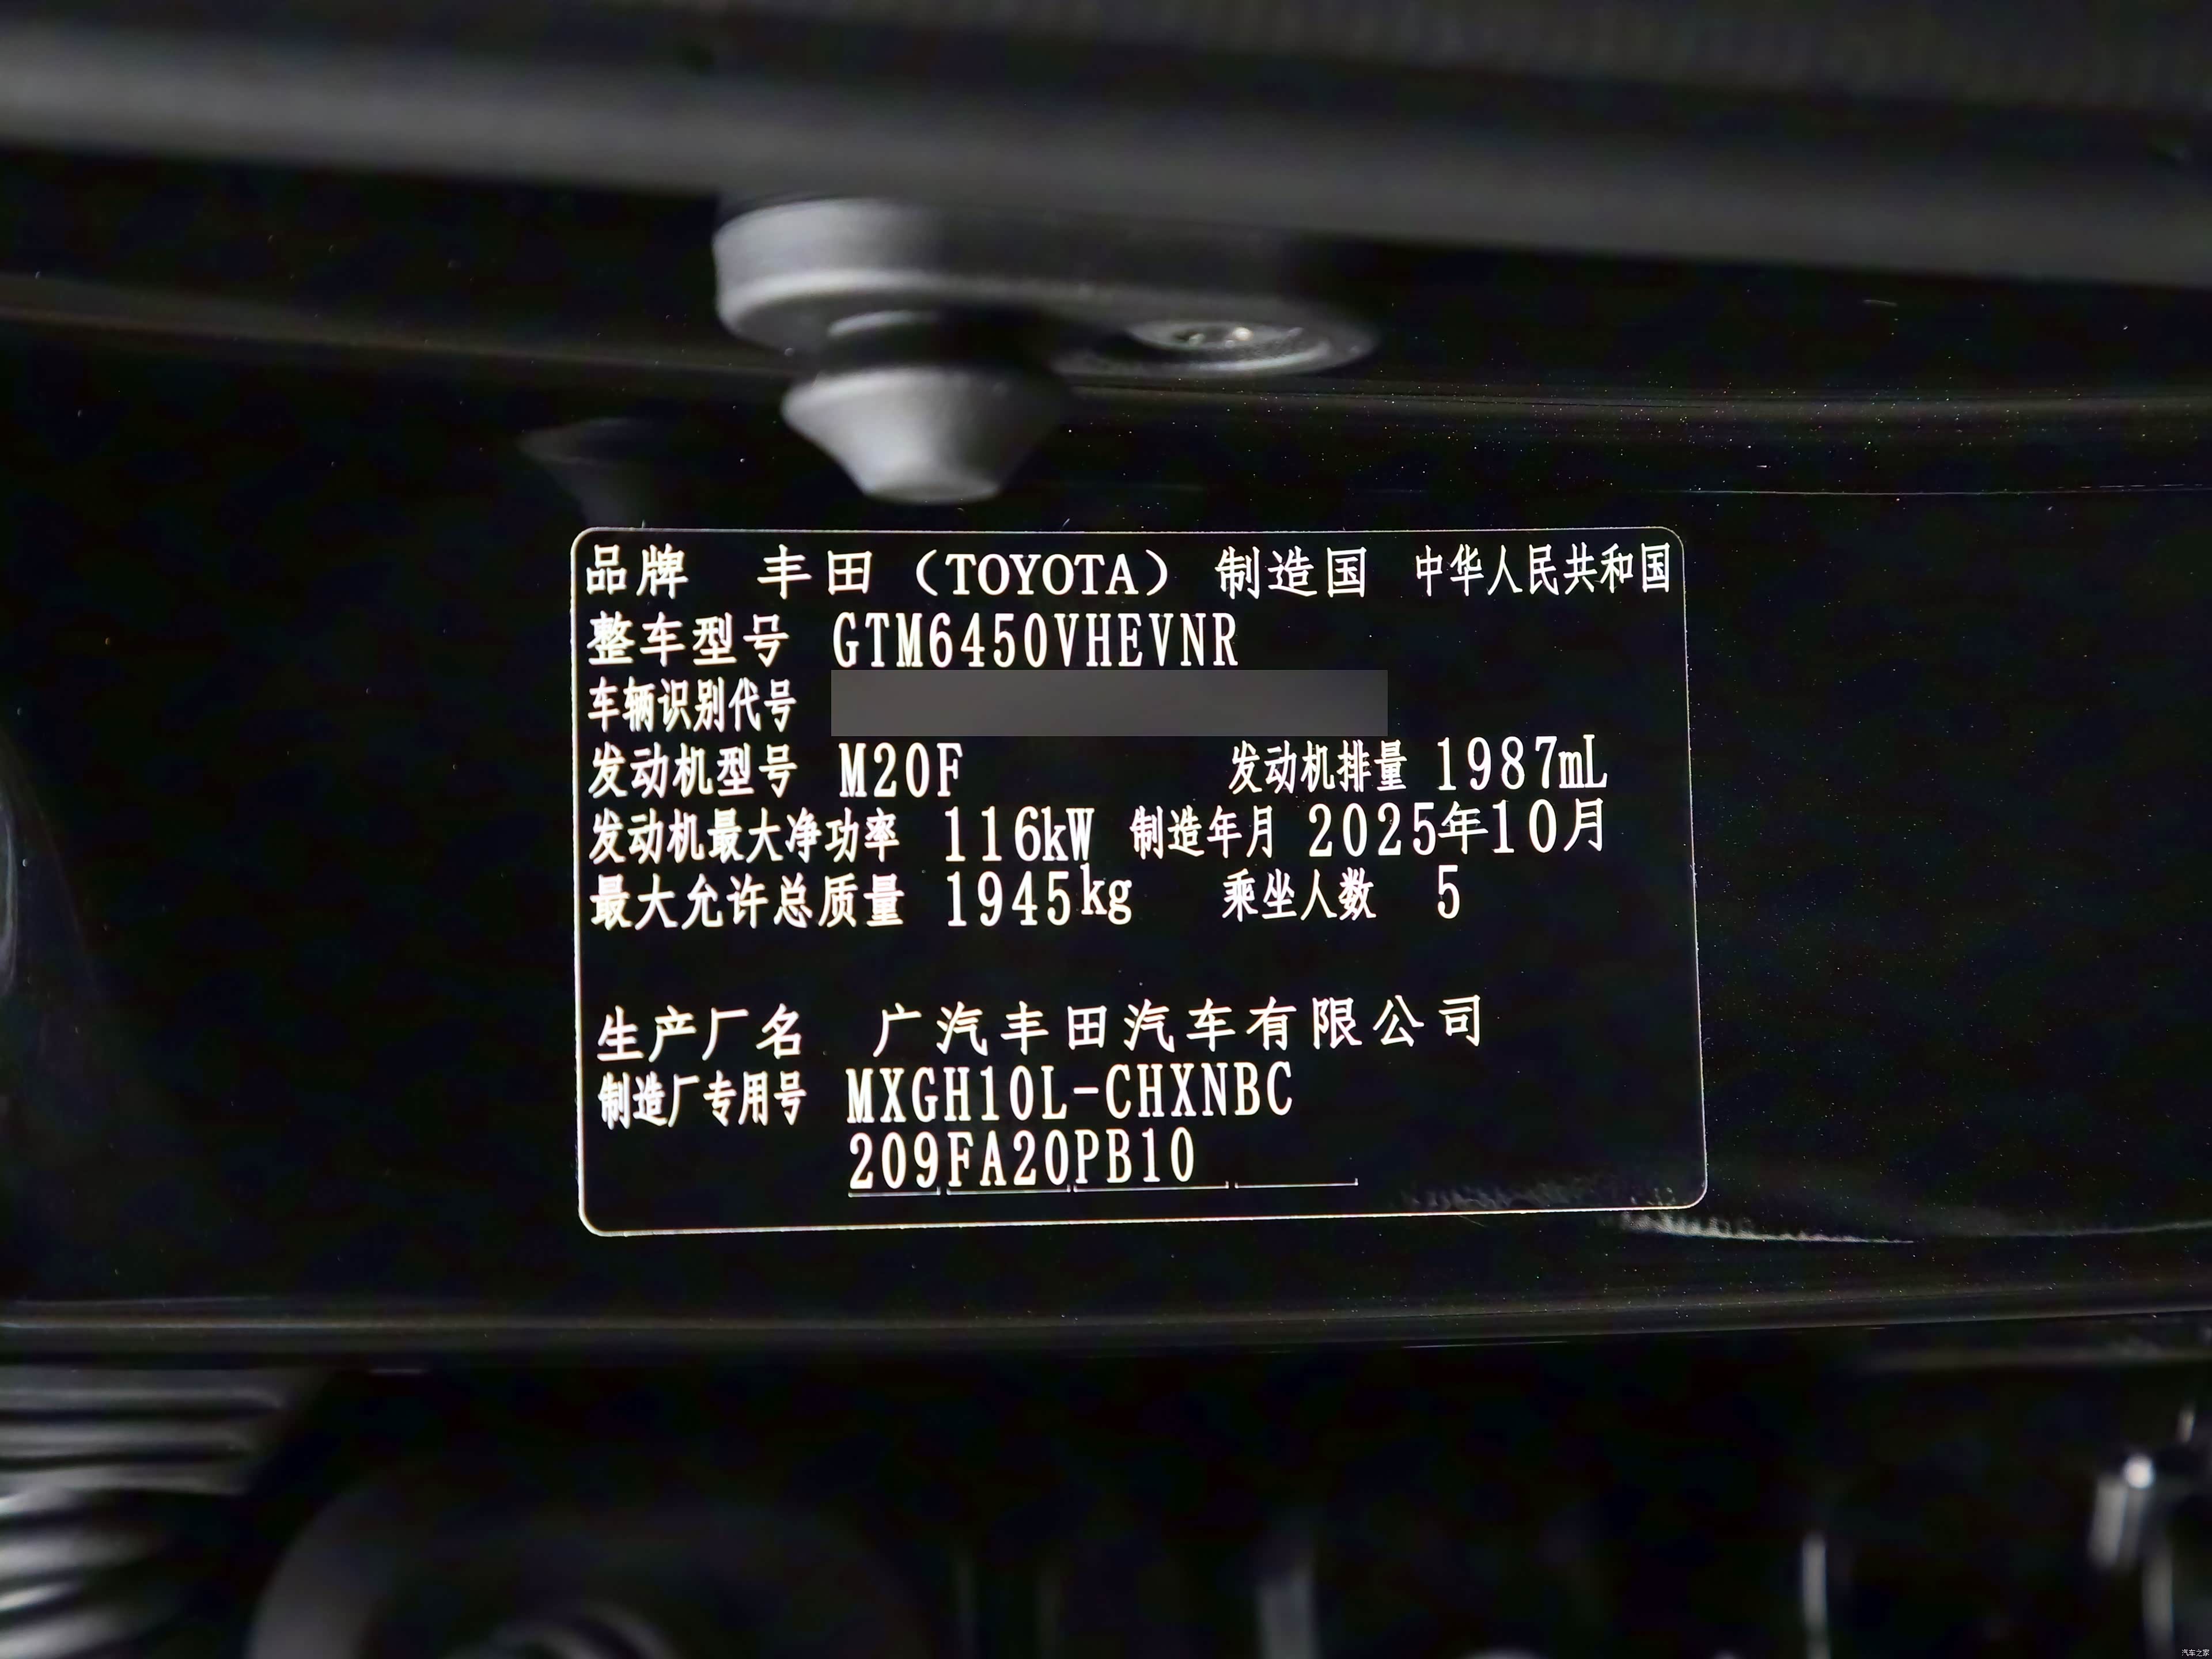 品牌 丰田（TOYOTA） 制造国 中华人民共和国
整车型号 GTM6450VHEVNR
车辆识别代号
发动机型号 M20F 发动机排量 1987mL
发动机最大净功率 116kW 制造年月 2025年10月
最大允许总质量 1945kg 乘坐人数 5
生产厂名 广汽丰田汽车有限公司
制造厂专用号 MXGH10L-CHXNBC
209FA20PB10
汽车之家